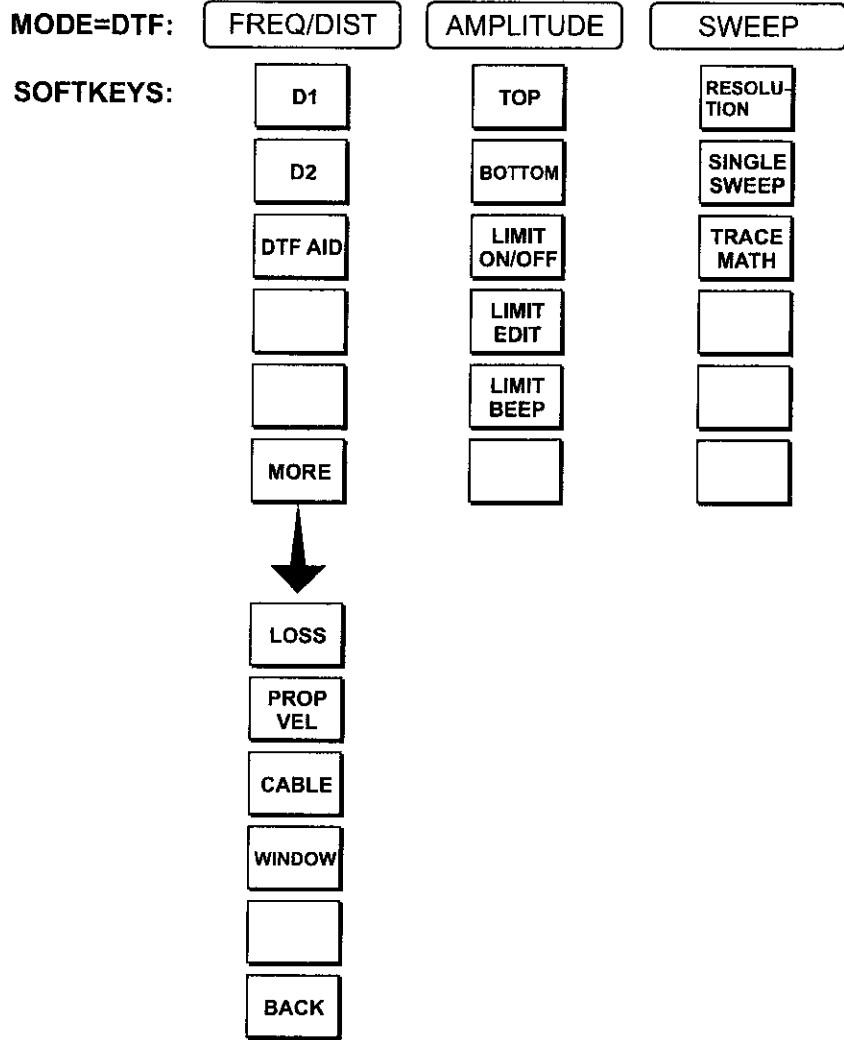 MODE=DTF: FREQ/DIST AMPLITUDE SWEEP
SOFTKEYS:
D1
D2
DTF AID
MORE
LOSS
PROP
VEL
CABLE
WINDOW
BACK
TOP
BOTTOM
LIMIT
ON/OFF
LIMIT
EDIT
LIMIT
BEEP
RESOLU-
TION
SINGLE
SWEEP
TRACE
MATH